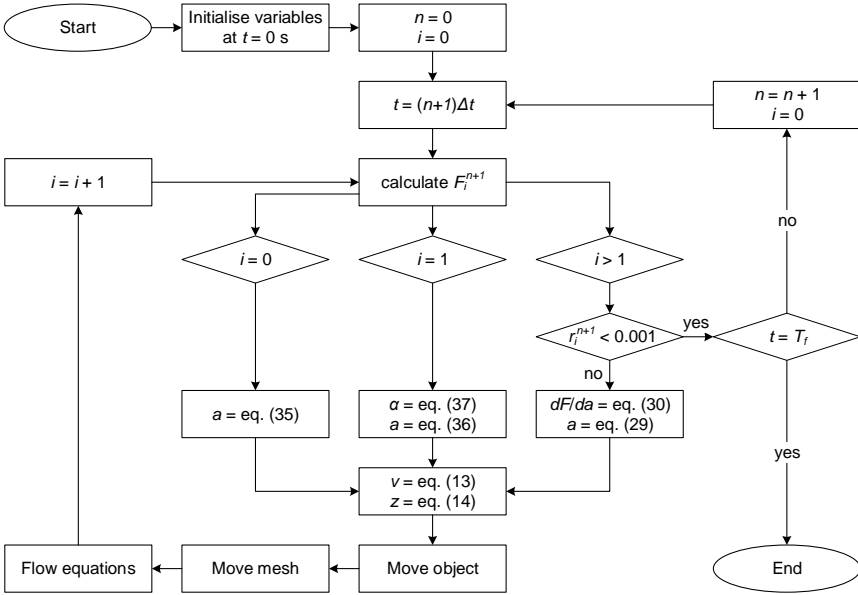 Start
Initialise variables
at t = 0 s
n = 0
i = 0
t = (n+1)Δt
n = n + 1
i = 0
i = i + 1
calculate F_i^{n+1}
no
i = 0
i = 1
i > 1
r_i^{n+1} < 0.001
yes
t = T_f
no
a = eq. (35)
α = eq. (37)
a = eq. (36)
dF/da = eq. (30)
a = eq. (29)
yes
v = eq. (13)
z = eq. (14)
Flow equations
Move mesh
Move object
End